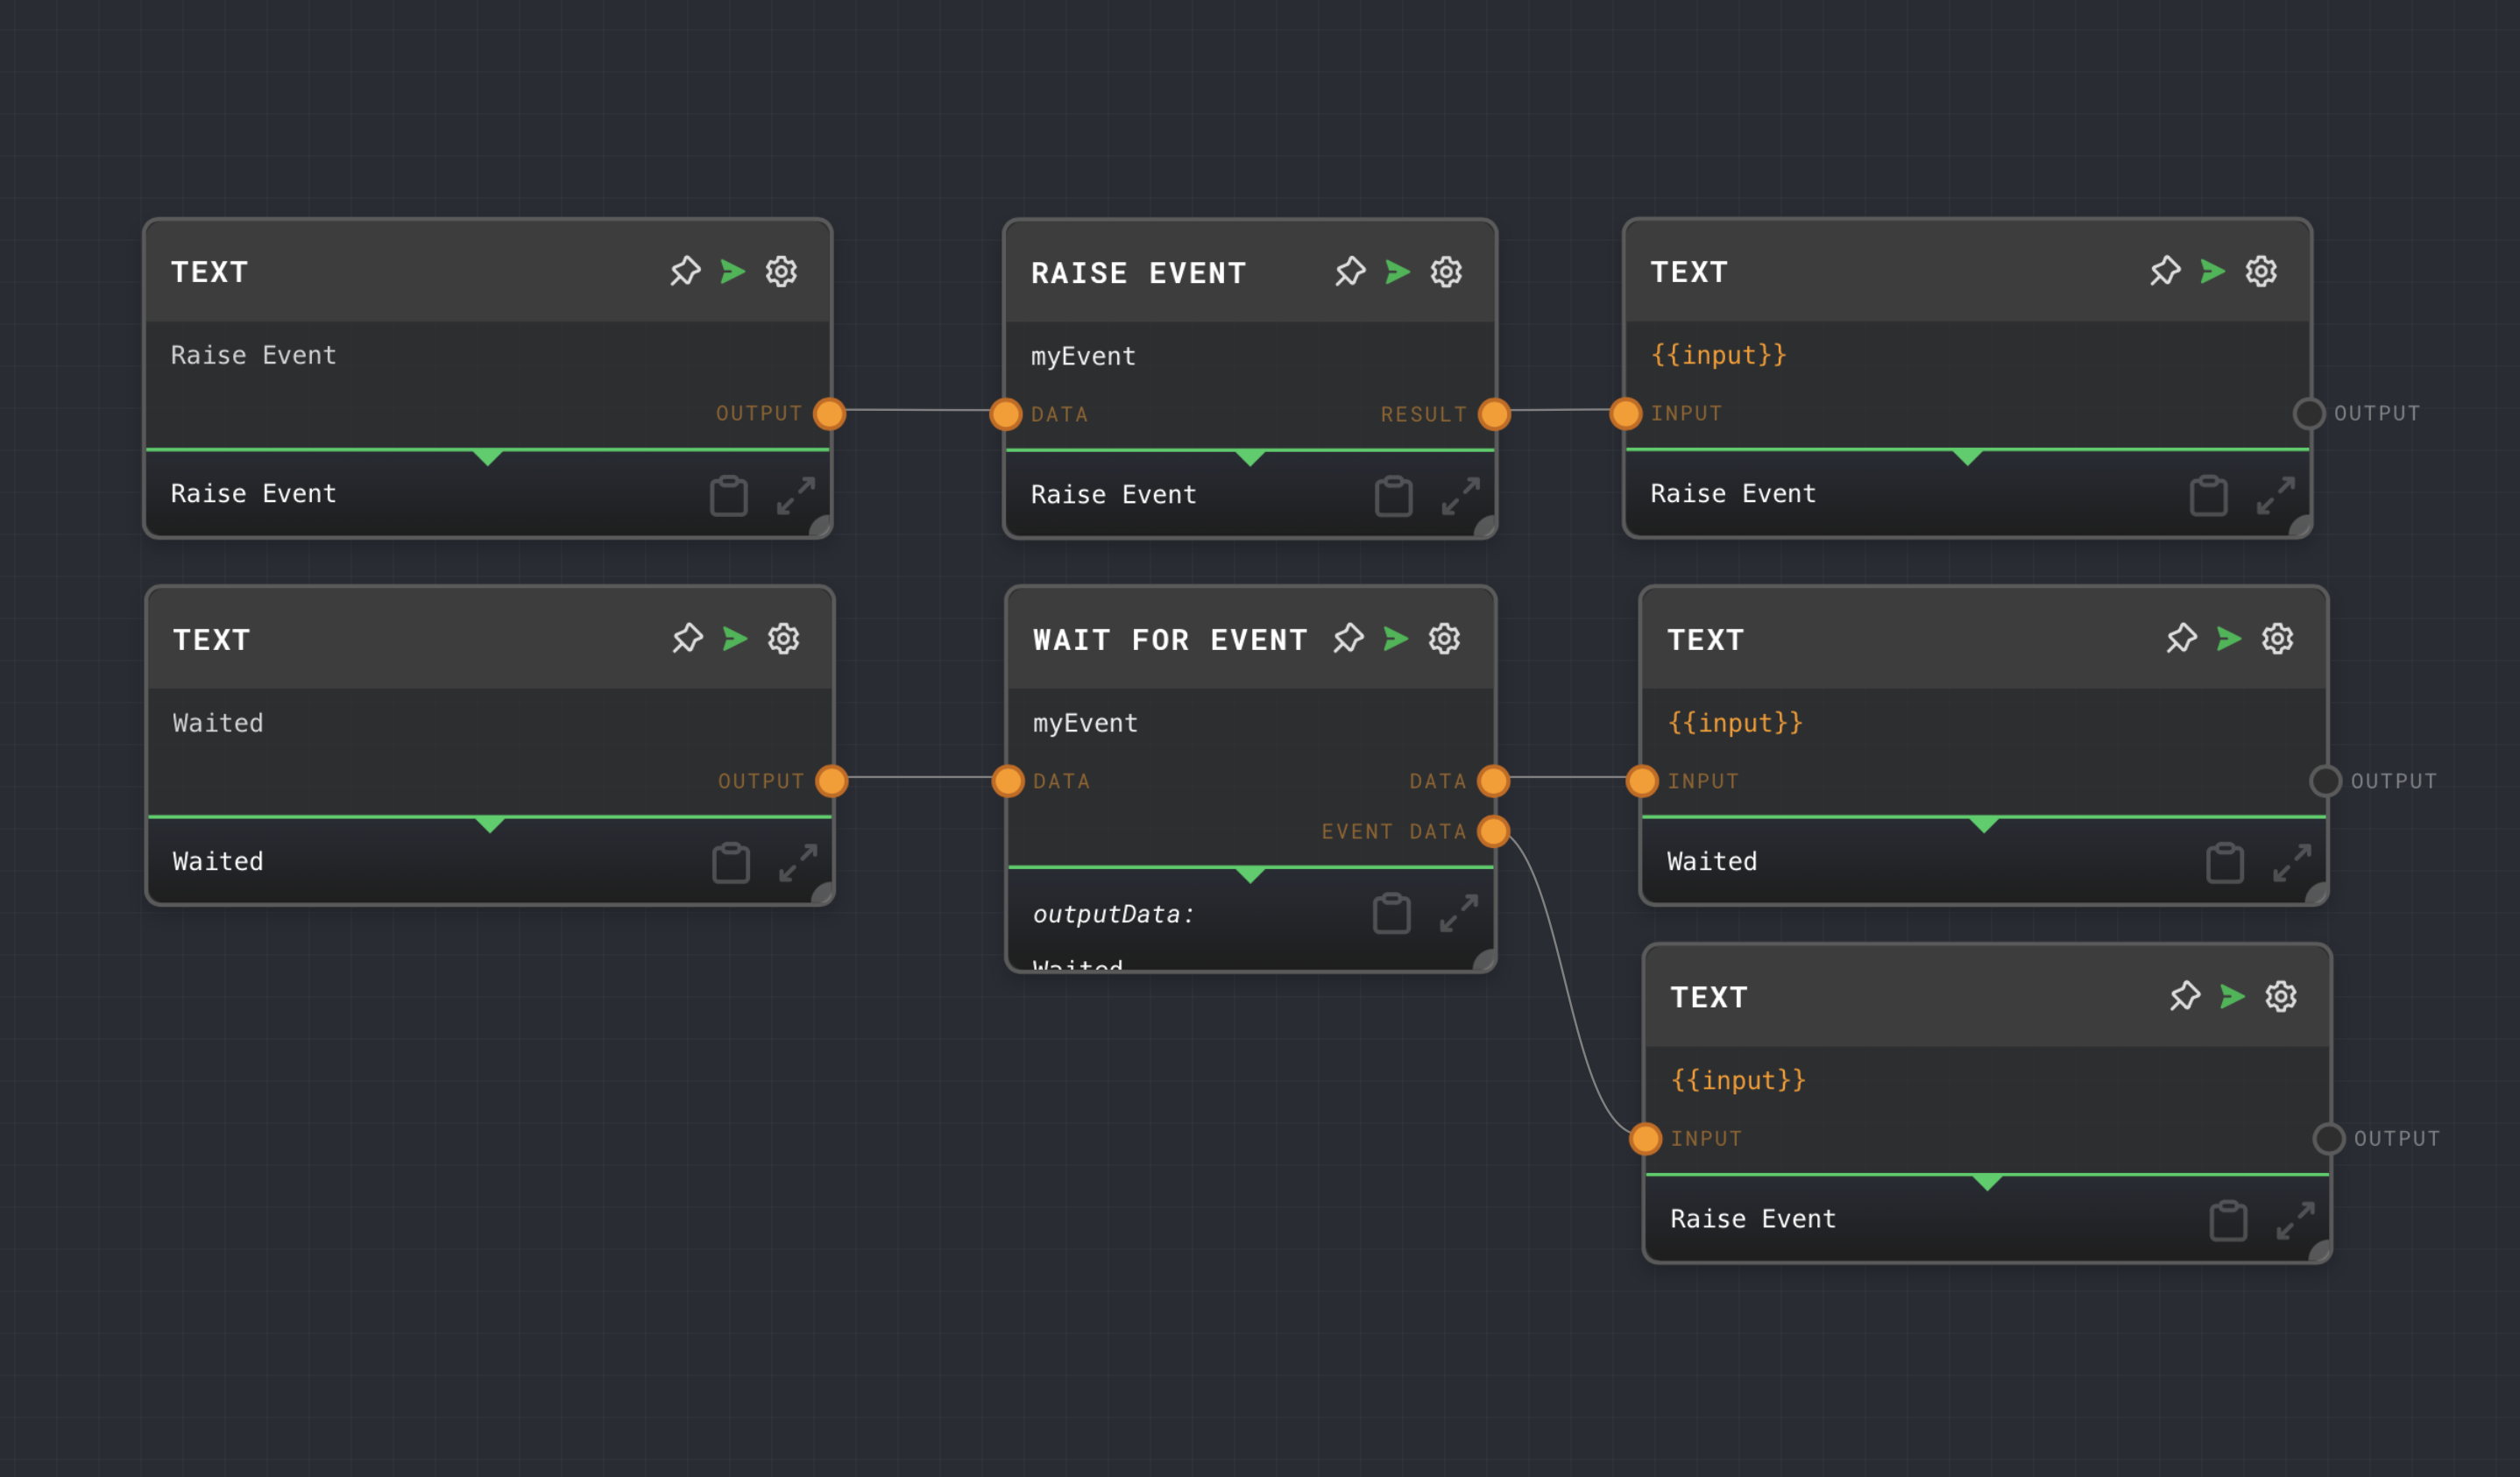 TEXT
Raise Event
OUTPUT
Raise Event
RAISE EVENT
myEvent
DATA
RESULT
Raise Event
TEXT
{{input}}
INPUT
OUTPUT
Raise Event
TEXT
Waited
OUTPUT
Waited
WAIT FOR EVENT
myEvent
DATA
DATA
EVENT DATA
outputData:
Waited
TEXT
{{input}}
INPUT
OUTPUT
Waited
TEXT
{{input}}
INPUT
OUTPUT
Raise Event